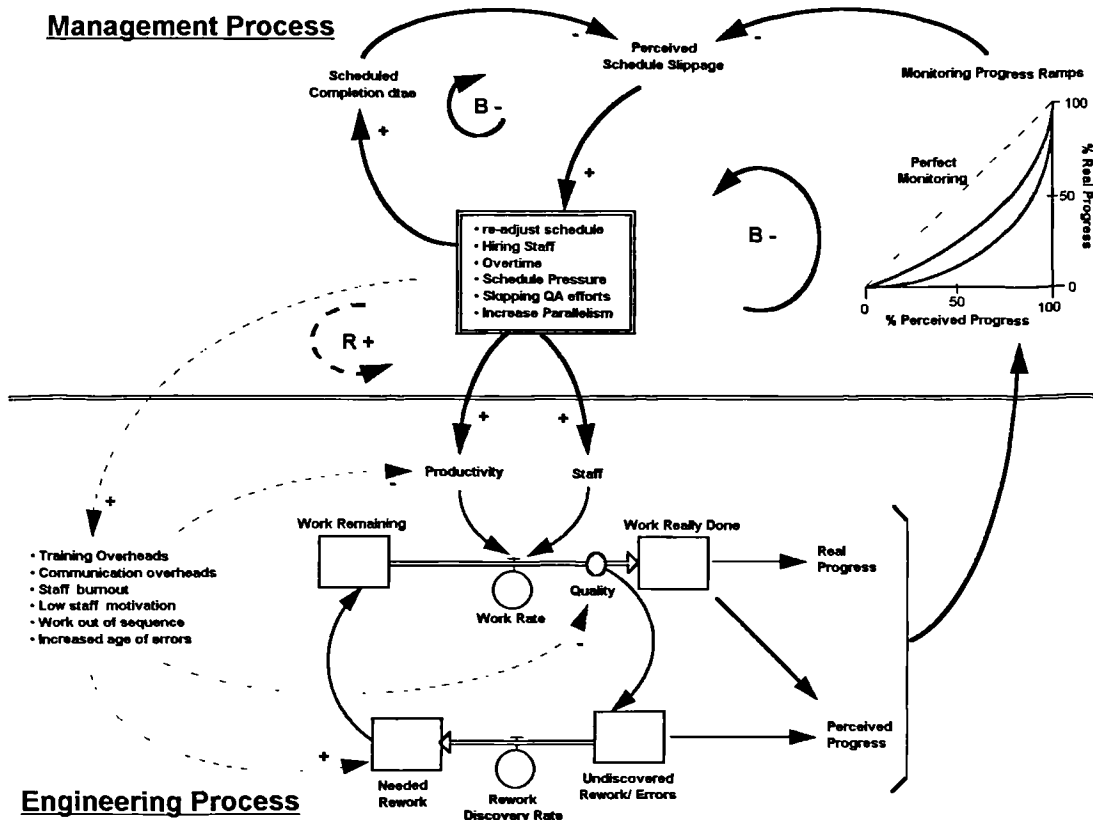 Management Process
Perceived
Schedule Slippage
Scheduled
Completion dtae
Monitoring Progress Ramps
-
-
B -
+
+
100
Perfect
Monitoring
50
0
% Real Progress
0
50
100
% Perceived Progress
• re-adjust schedule
• Hiring Staff
• Overtime
• Schedule Pressure
• Skipping QA efforts
• Increase Parallelism
B -
R +
+
+
Productivity
Staff
-
+
• Training Overheads
• Communication overheads
• Staff burnout
• Low staff motivation
• Work out of sequence
• Increased age of errors
Work Remaining
Work Really Done
Real
Progress
Quality
Work Rate
-
Perceived
Progress
+
Needed
Rework
Rework
Discovery Rate
Undiscovered
Rework/ Errors
Engineering Process